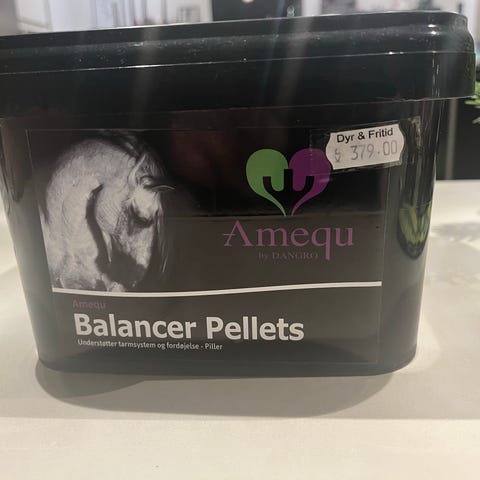 Dyr & Fritid
379.00
Amequ
by DANGRO
Amequ
Balancer Pellets
Understøtter tarmsystem og fordøjelse - Piller